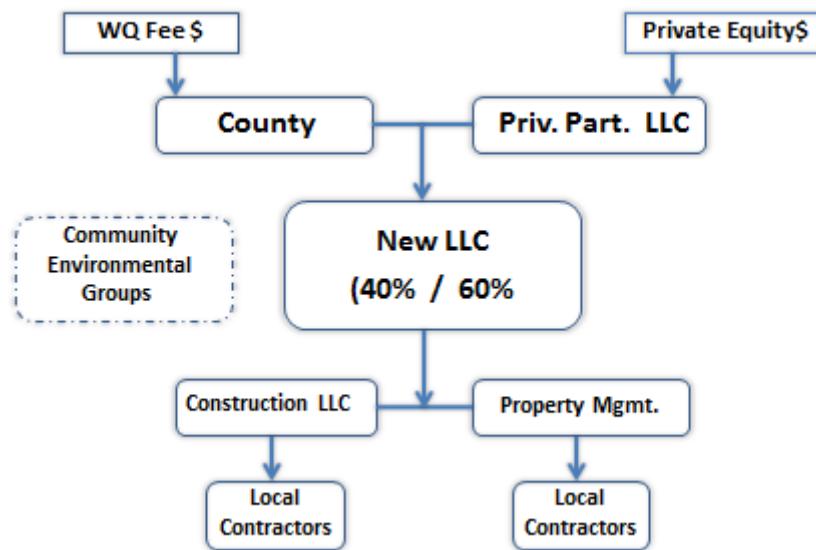 WQ Fee $
Private Equity$
County
Priv. Part. LLC
Community
Environmental
Groups
New LLC
(40% / 60%
Construction LLC
Property Mgmt.
Local
Contractors
Local
Contractors